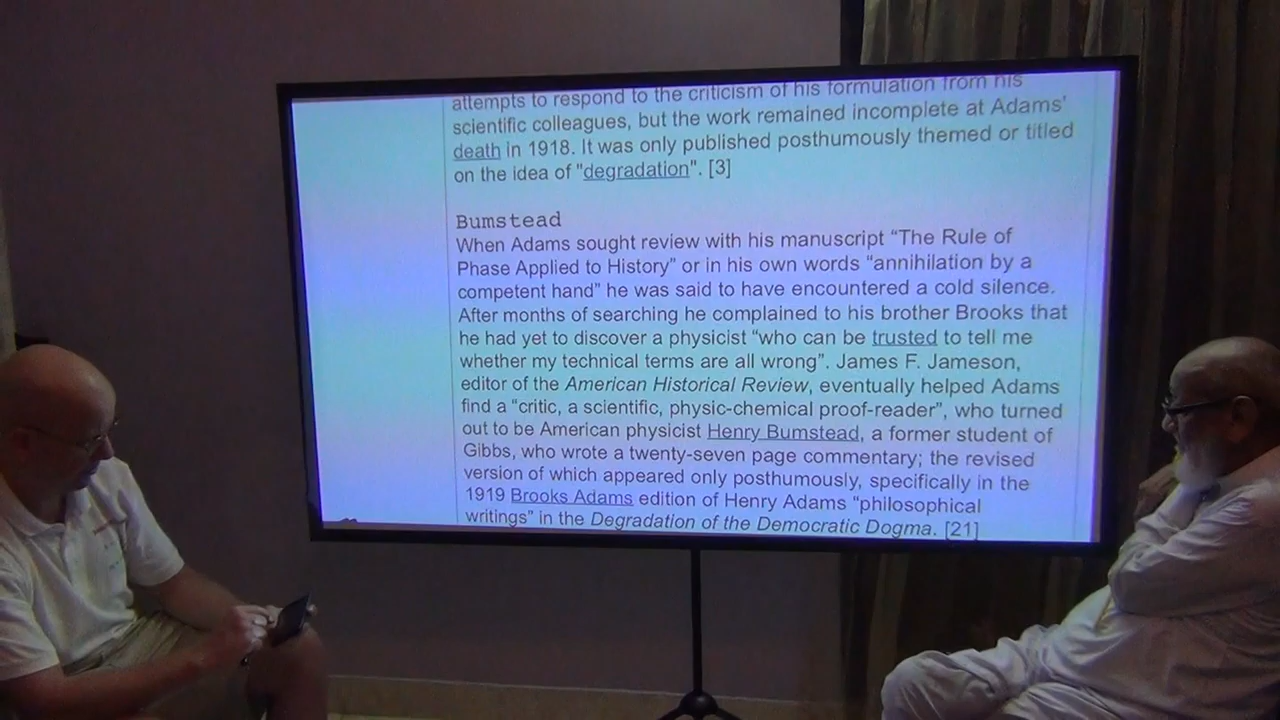 attempts to respond to the criticism of his formulation from his
scientific colleagues, but the work remained incomplete at Adams'
death in 1918. It was only published posthumously themed or titled
on the idea of "degradation". [3]
Bumstead
When Adams sought review with his manuscript “The Rule of
Phase Applied to History” or in his own words “annihilation by a
competent hand” he was said to have encountered a cold silence.
After months of searching he complained to his brother Brooks that
he had yet to discover a physicist “who can be trusted to tell me
whether my technical terms are all wrong”. James F. Jameson,
editor of the American Historical Review, eventually helped Adams
find a “critic, a scientific, physic-chemical proof-reader”, who turned
out to be American physicist Henry Bumstead, a former student of
Gibbs, who wrote a twenty-seven page commentary; the revised
version of which appeared only posthumously, specifically in the
1919 Brooks Adams edition of Henry Adams “philosophical
writings” in the Degradation of the Democratic Dogma. [21]